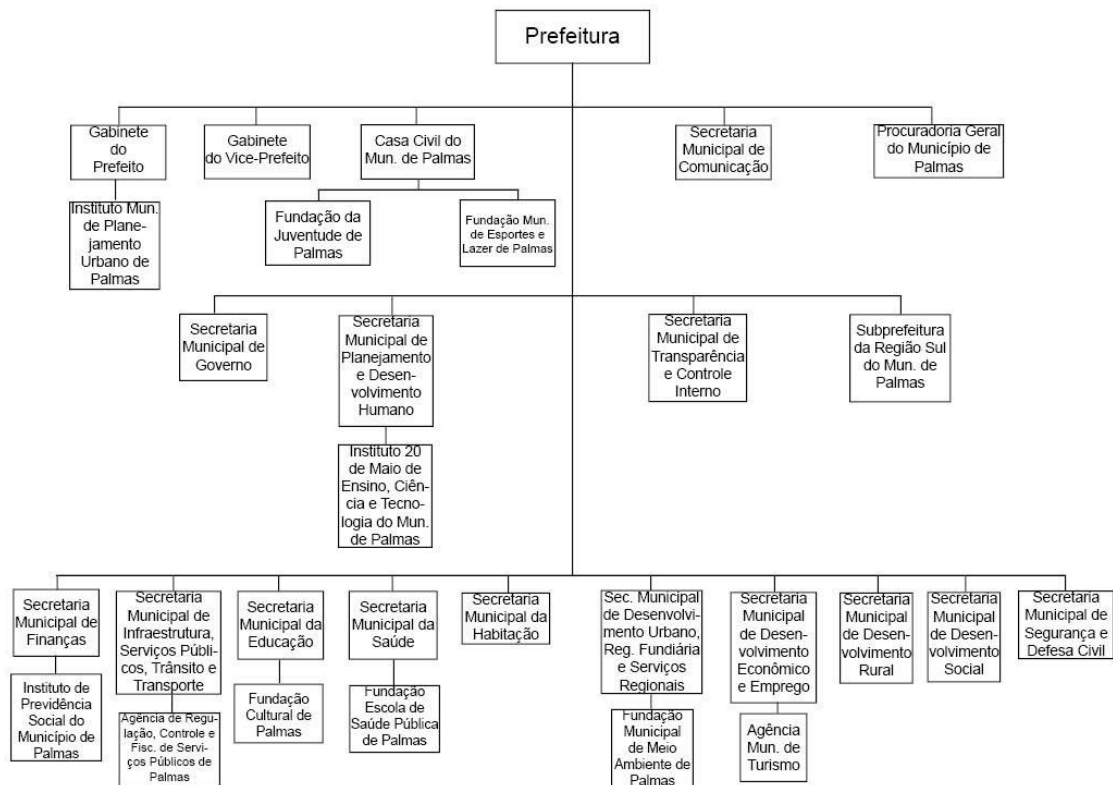 Prefeitura
Gabinete
do
Prefeito
Gabinete
do Vice-Prefeito
Casa Civil do
Mun. de Palmas
Secretaria
Municipal de
Comunicação
Procuradoria Geral
do Município de
Palmas
Instituto Mun.
de Plane-
jamento
Urbano de
Palmas
Fundação da
Juventude de
Palmas
Fundação Mun.
de Esportes e
Lazer de Palmas
Secretaria
Municipal de
Governo
Secretaria
Municipal de
Planejamento
e Desen-
volvimento
Humano
Secretaria
Municipal de
Transparência
e Controle
Interno
Subprefeitura
da Região Sul
do Mun. de
Palmas
Instituto 20
de Maio de
Ensino, Ciên-
cia e Tecno-
logia do Mun.
de Palmas
Secretaria
Municipal de
Finanças
Secretaria
Municipal de
Infraestrutura,
Serviços Públi-
cos, Trânsito e
Transporte
Secretaria
Municipal da
Educação
Secretaria
Municipal da
Saúde
Secretaria
Municipal da
Habitação
Sec. Municipal
de Desenvolvi-
mento Urbano,
Reg. Fundiária
e Serviços
Regionais
Secretaria
Municipal
de Desen-
volvimento
Econômico
e Emprego
Secretaria
Municipal
de Desen-
volvimento
Rural
Secretaria
Municipal
de Desen-
volvimento
Social
Secretaria
Municipal de
Segurança e
Defesa Civil
Instituto de
Previdência
Social do
Município de
Palmas
Agência de Regu-
lação, Controle e
Fisc. de Servi-
ços Públicos de
Palmas
Fundação
Cultural de
Palmas
Fundação
Escola de
Saúde Pública
de Palmas
Fundação
Municipal
de Meio
Ambiente de
Palmas
Agência
Mun. de
Turismo